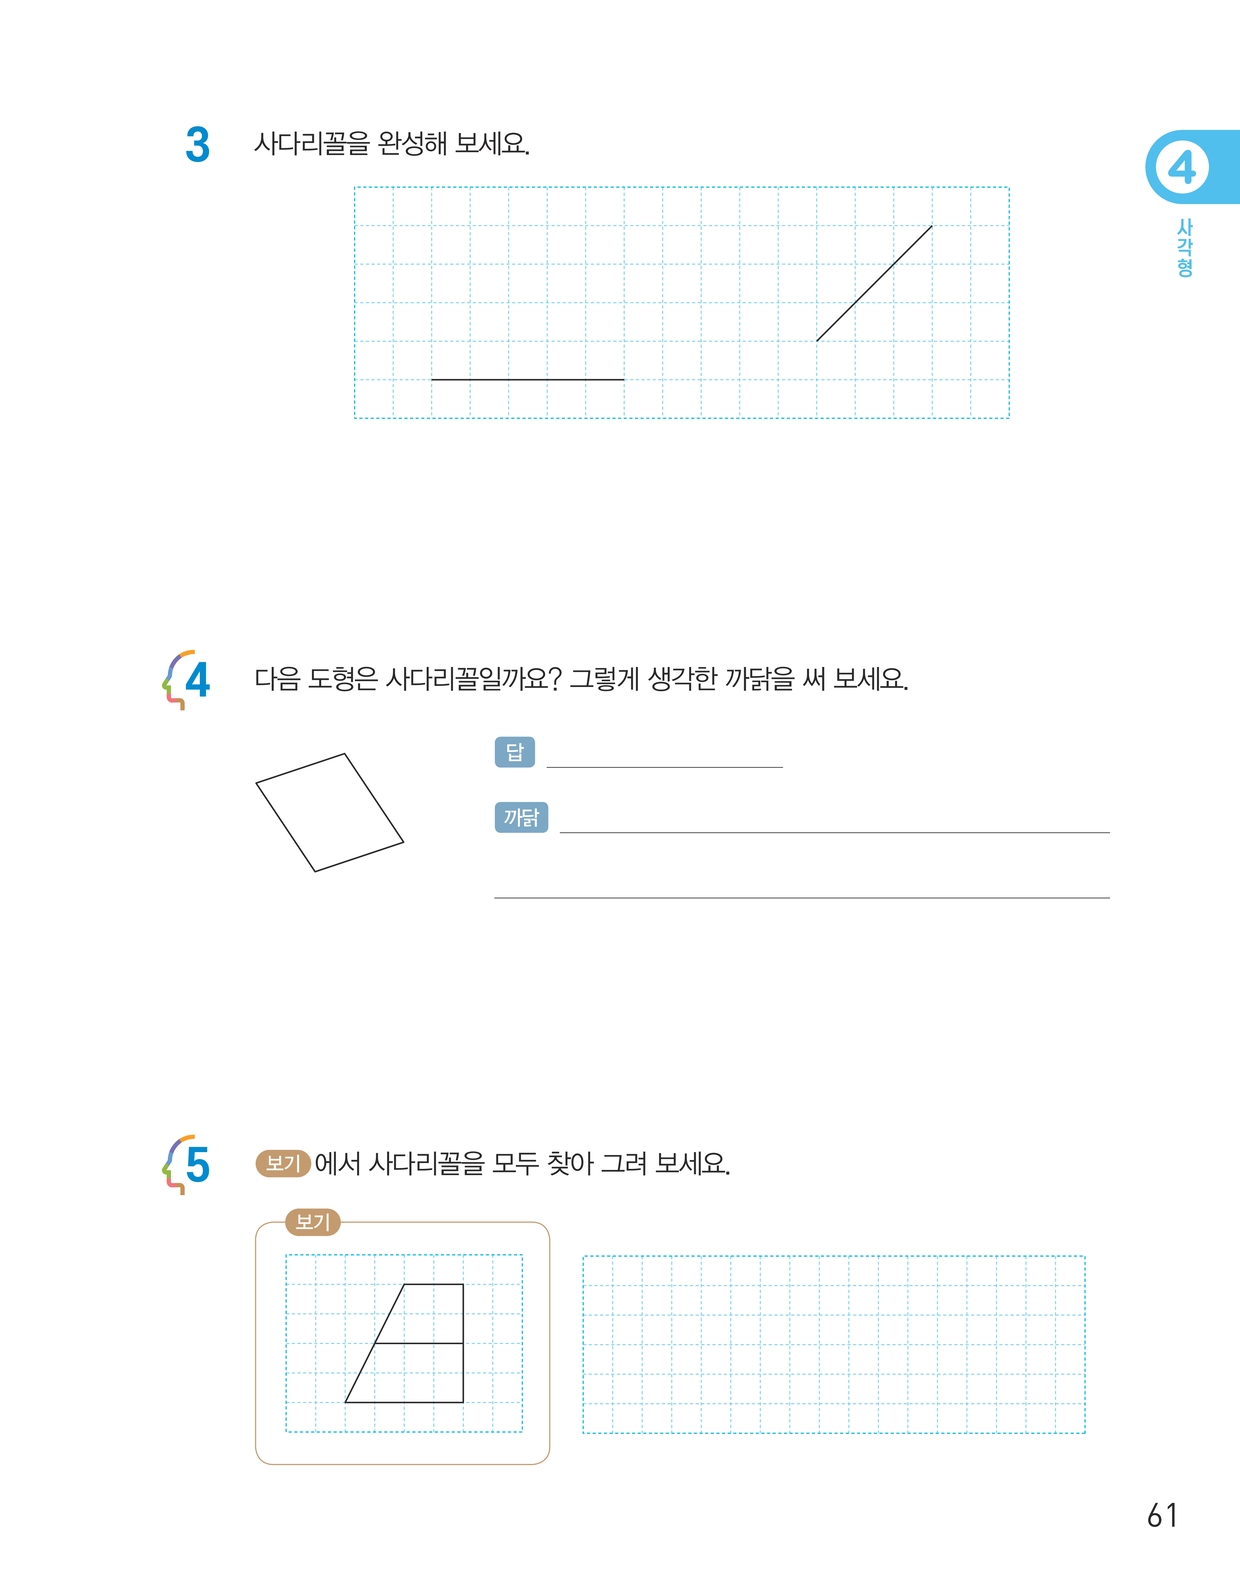 3 사다리꼴을 완성해 보세요.
4
사각형
4 다음 도형은 사다리꼴일까요? 그렇게 생각한 까닭을 써 보세요.
답
까닭
5 보기 에서 사다리꼴을 모두 찾아 그려 보세요.
보기
61